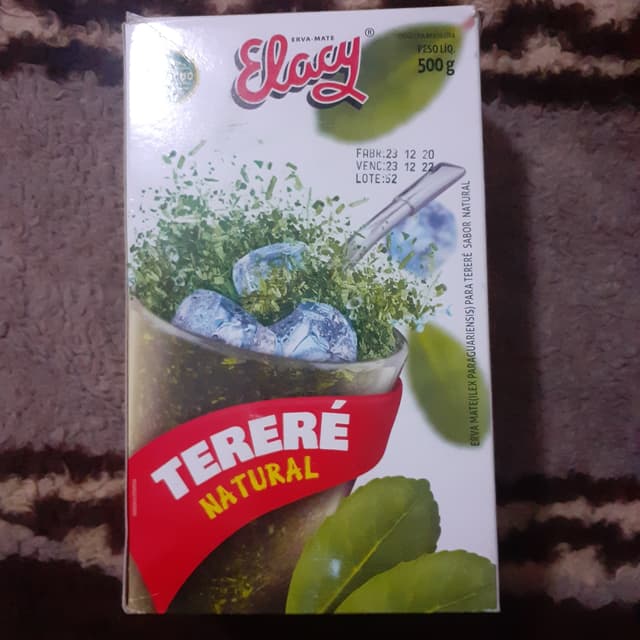 ERVA-MATE
Elacy®
PESO LÍQ.
500 g
FABR:23 12 20
VENC:23 12 22
LOTE:52
ERVA MATE(ILEX PARAGUARIENSIS) PARA TERERÉ SABOR NATURAL
TERERÉ
NATURAL